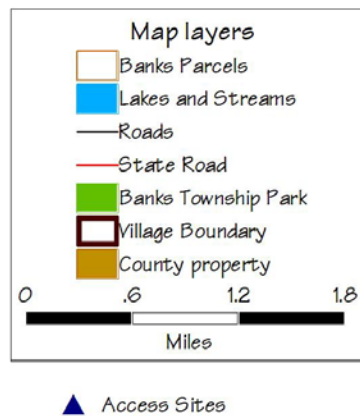 Map layers
Banks Parcels
Lakes and Streams
Roads
State Road
Banks Township Park
Village Boundary
County property
0 .6 1.2 1.8
Miles
Access Sites